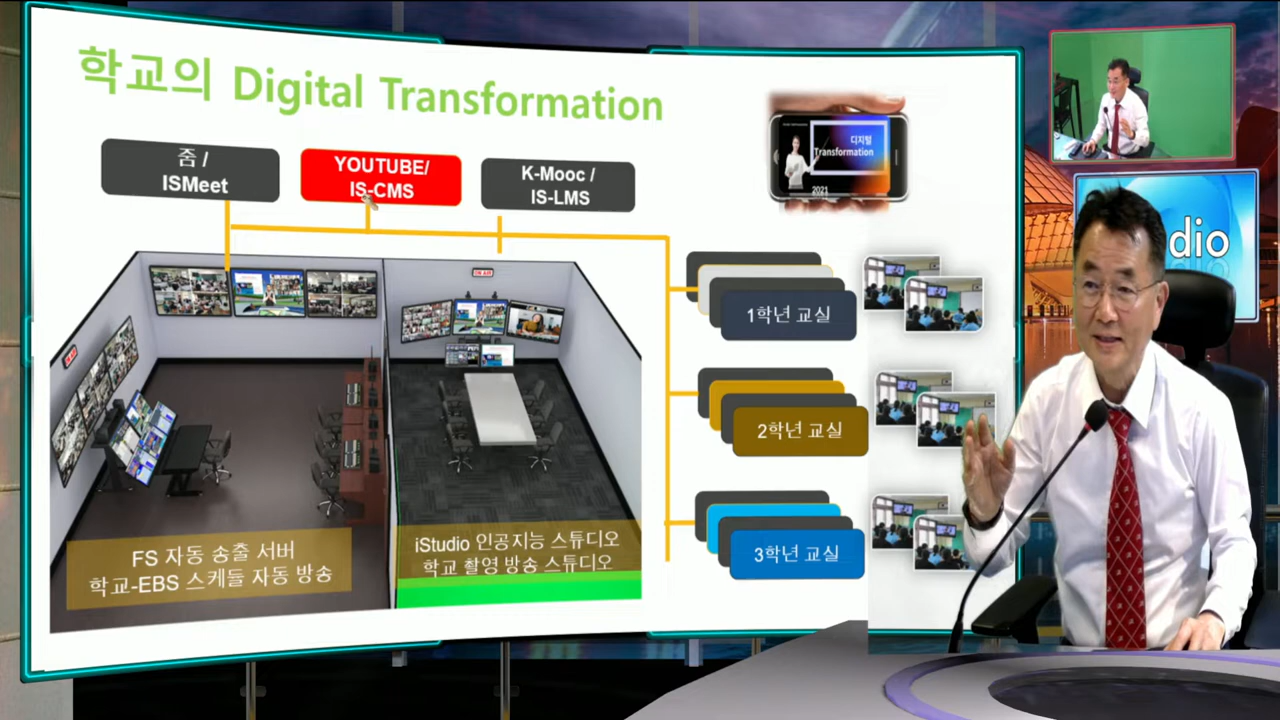 학교의 Digital Transformation
줌 /
ISMeet
YOUTUBE/
IS-CMS
K-Mooc /
IS-LMS
디지털
Transformation
2021
ON AIR
dio
1학년 교실
2학년 교실
3학년 교실
FS 자동 송출 서버
학교-EBS 스케듈 자동 방송
iStudio 인공지능 스튜디오
학교 촬영 방송 스튜디오